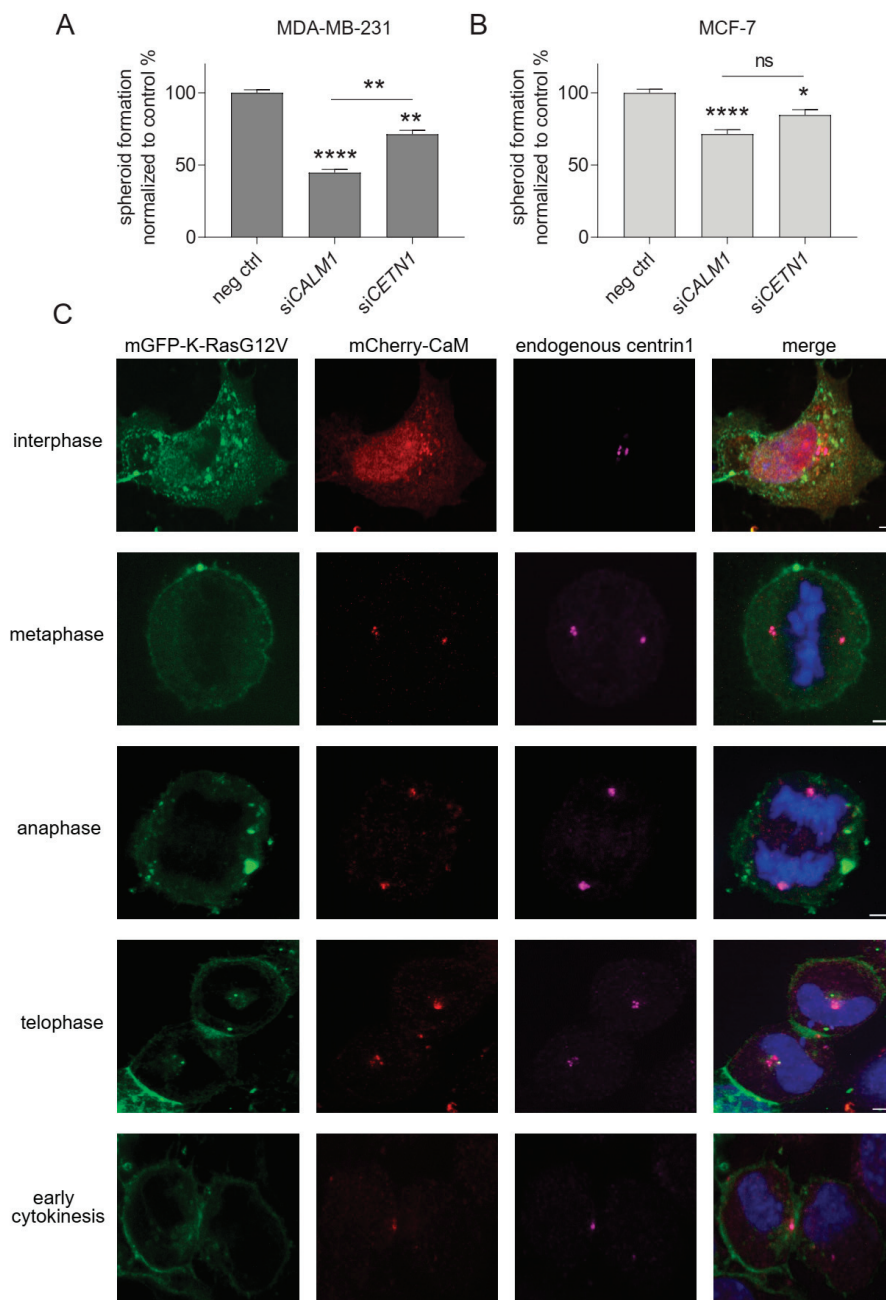 A
MDA-MB-231
spheroid formation
normalized to control %
100
50
0
**
****
**
neg ctrl
siCALM1
siCETN1
B
MCF-7
spheroid formation
normalized to control %
100
50
0
ns
****
*
neg ctrl
siCALM1
siCETN1
C
mGFP-K-RasG12V
mCherry-CaM
endogenous centrin1
merge
interphase
metaphase
anaphase
telophase
early
cytokinesis